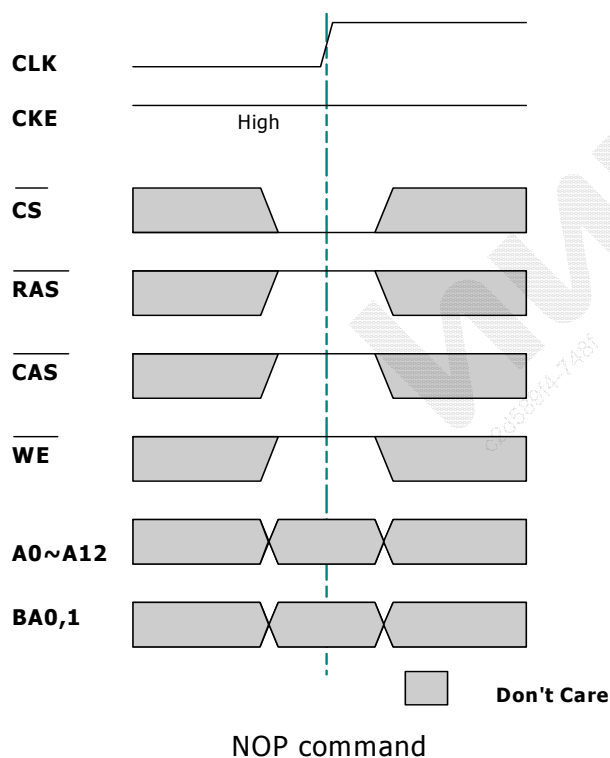 CLK
CKE
High
CS
RAS
CAS
WE
A0~A12
BA0,1
Don't Care
NOP command